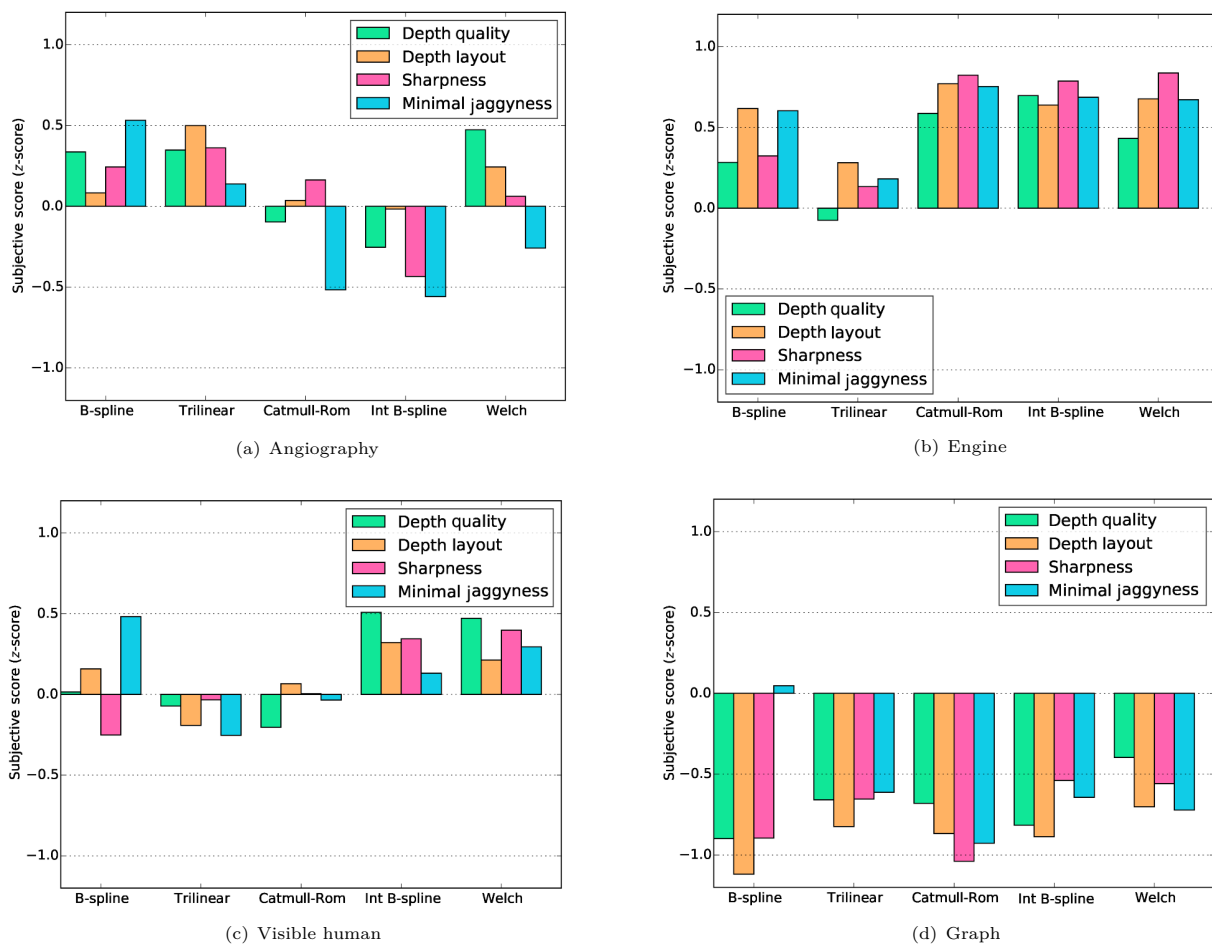 1.0
0.5
0.0
−0.5
−1.0
Subjective score (z-score)
Depth quality
Depth layout
Sharpness
Minimal jaggyness
B-spline Trilinear Catmull-Rom Int B-spline Welch
(a) Angiography
1.0
0.5
0.0
−0.5
−1.0
Subjective score (z-score)
Depth quality
Depth layout
Sharpness
Minimal jaggyness
B-spline Trilinear Catmull-Rom Int B-spline Welch
(b) Engine
1.0
0.5
0.0
−0.5
−1.0
Subjective score (z-score)
Depth quality
Depth layout
Sharpness
Minimal jaggyness
B-spline Trilinear Catmull-Rom Int B-spline Welch
(c) Visible human
1.0
0.5
0.0
−0.5
−1.0
Subjective score (z-score)
Depth quality
Depth layout
Sharpness
Minimal jaggyness
B-spline Trilinear Catmull-Rom Int B-spline Welch
(d) Graph